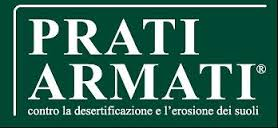 PRATI
ARMATI®
contro la desertificazione e l'erosione dei suoli